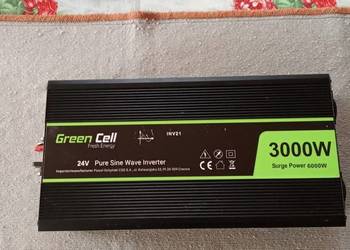 Green Cell
Fresh Energy
INV21
24V Pure Sine Wave Inverter
3000W
Surge Power 6000W